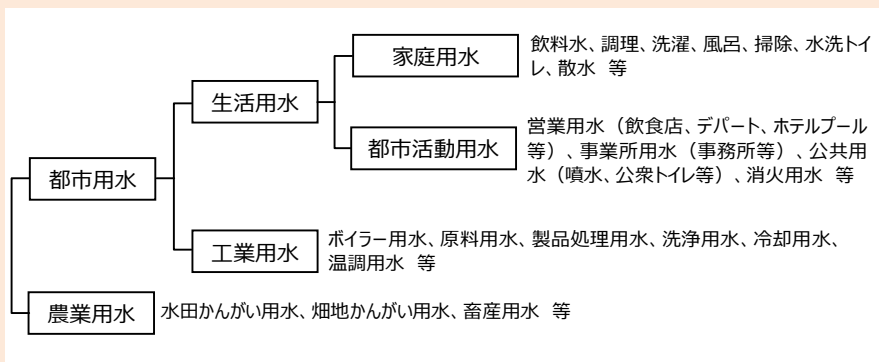 家庭用水
飲料水、調理、洗濯、風呂、掃除、水洗トイ
レ、散水 等
生活用水
都市活動用水
営業用水（飲食店、デパート、ホテルプール
等）、事業所用水（事務所等）、公共用
水（噴水、公衆トイレ等）、消火用水 等
都市用水
工業用水
ボイラー用水、原料用水、製品処理用水、洗浄用水、冷却用水、
温調用水 等
農業用水
水田かんがい用水、畑地かんがい用水、畜産用水 等